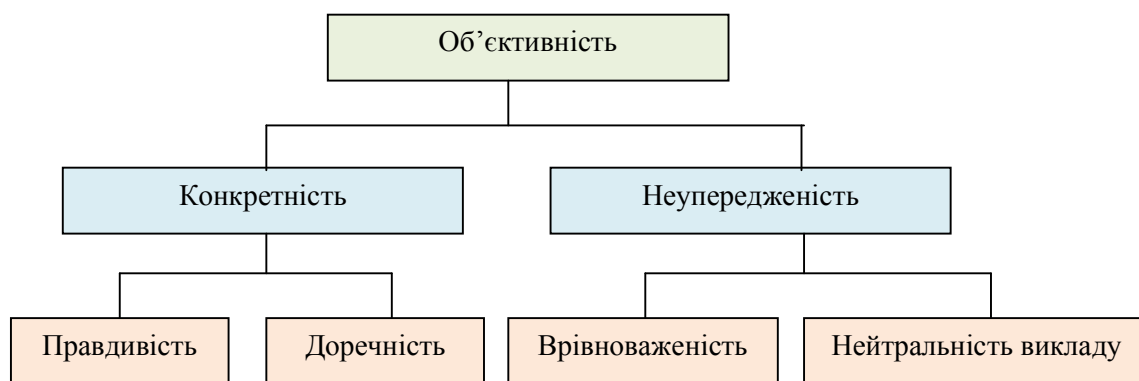 Об’єктивність
Конкретність
Неупередженість
Правдивість
Доречність
Врівноваженість
Нейтральність викладу